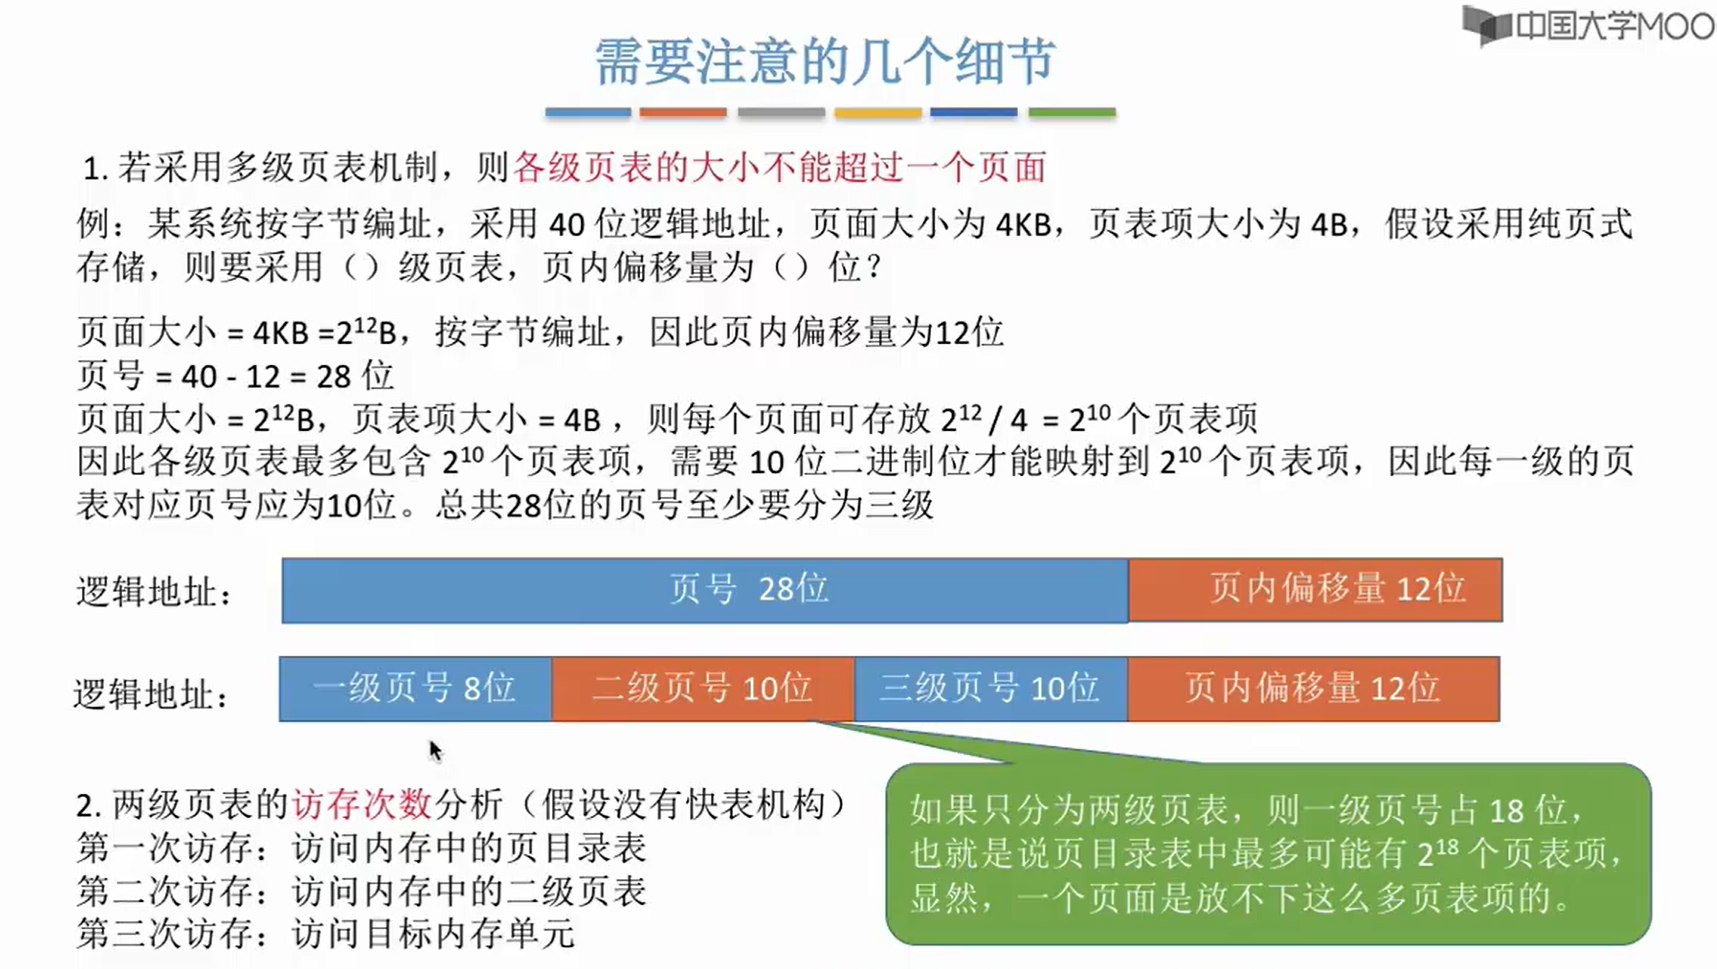 中国大学MOO
需要注意的几个细节
1. 若采用多级页表机制，则各级页表的大小不能超过一个页面
例：某系统按字节编址，采用 40 位逻辑地址，页面大小为 4KB，页表项大小为 4B，假设采用纯页式
存储，则要采用（）级页表，页内偏移量为（）位？
页面大小 = 4KB =2¹²B，按字节编址，因此页内偏移量为12位
页号 = 40 - 12 = 28 位
页面大小 = 2¹²B，页表项大小 = 4B ，则每个页面可存放 2¹² / 4 = 2¹⁰ 个页表项
因此各级页表最多包含 2¹⁰ 个页表项，需要 10 位二进制位才能映射到 2¹⁰ 个页表项，因此每一级的页
表对应页号应为10位。总共28位的页号至少要分为三级
逻辑地址： 页号 28位 页内偏移量 12位
逻辑地址： 一级页号 8位 二级页号 10位 三级页号 10位 页内偏移量 12位
2. 两级页表的访存次数分析（假设没有快表机构）
第一次访存：访问内存中的页目录表
第二次访存：访问内存中的二级页表
第三次访存：访问目标内存单元
如果只分为两级页表，则一级页号占 18 位，
也就是说页目录表中最多可能有 2¹⁸ 个页表项，
显然，一个页面是放不下这么多页表项的。